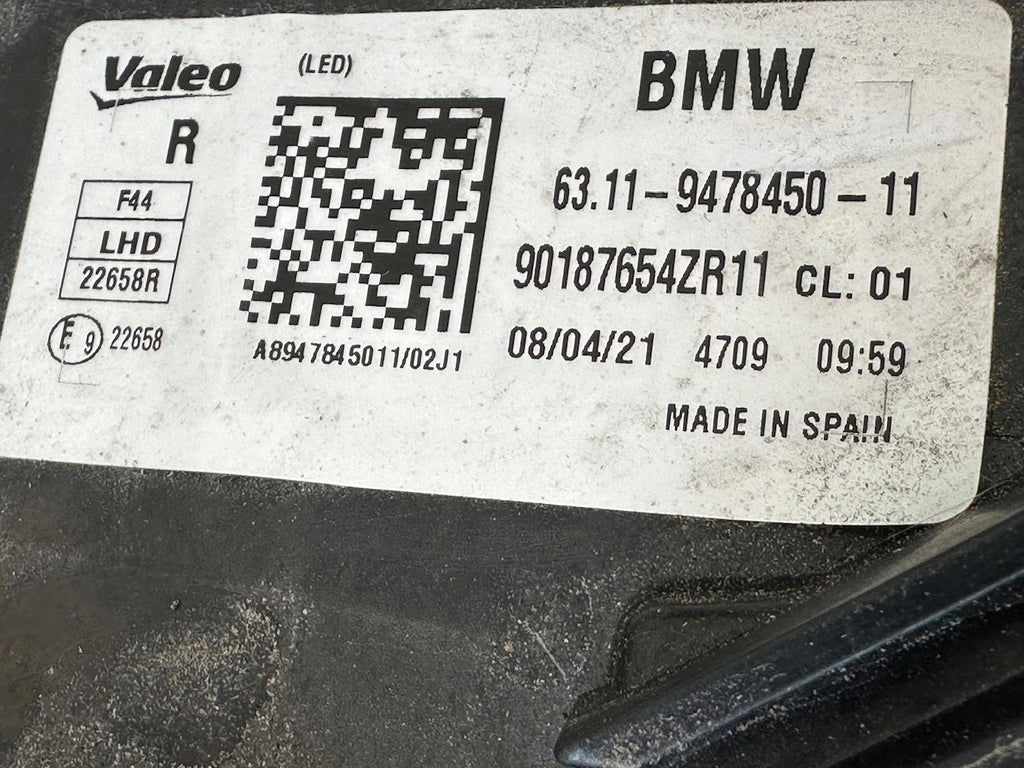 Valeo (LED) BMW
R
63.11-9478450-11
F44
LHD
22658R
90187654ZR11 CL: 01
E 9 22658
A8947845011/02J1
08/04/21 4709 09:59
MADE IN SPAIN